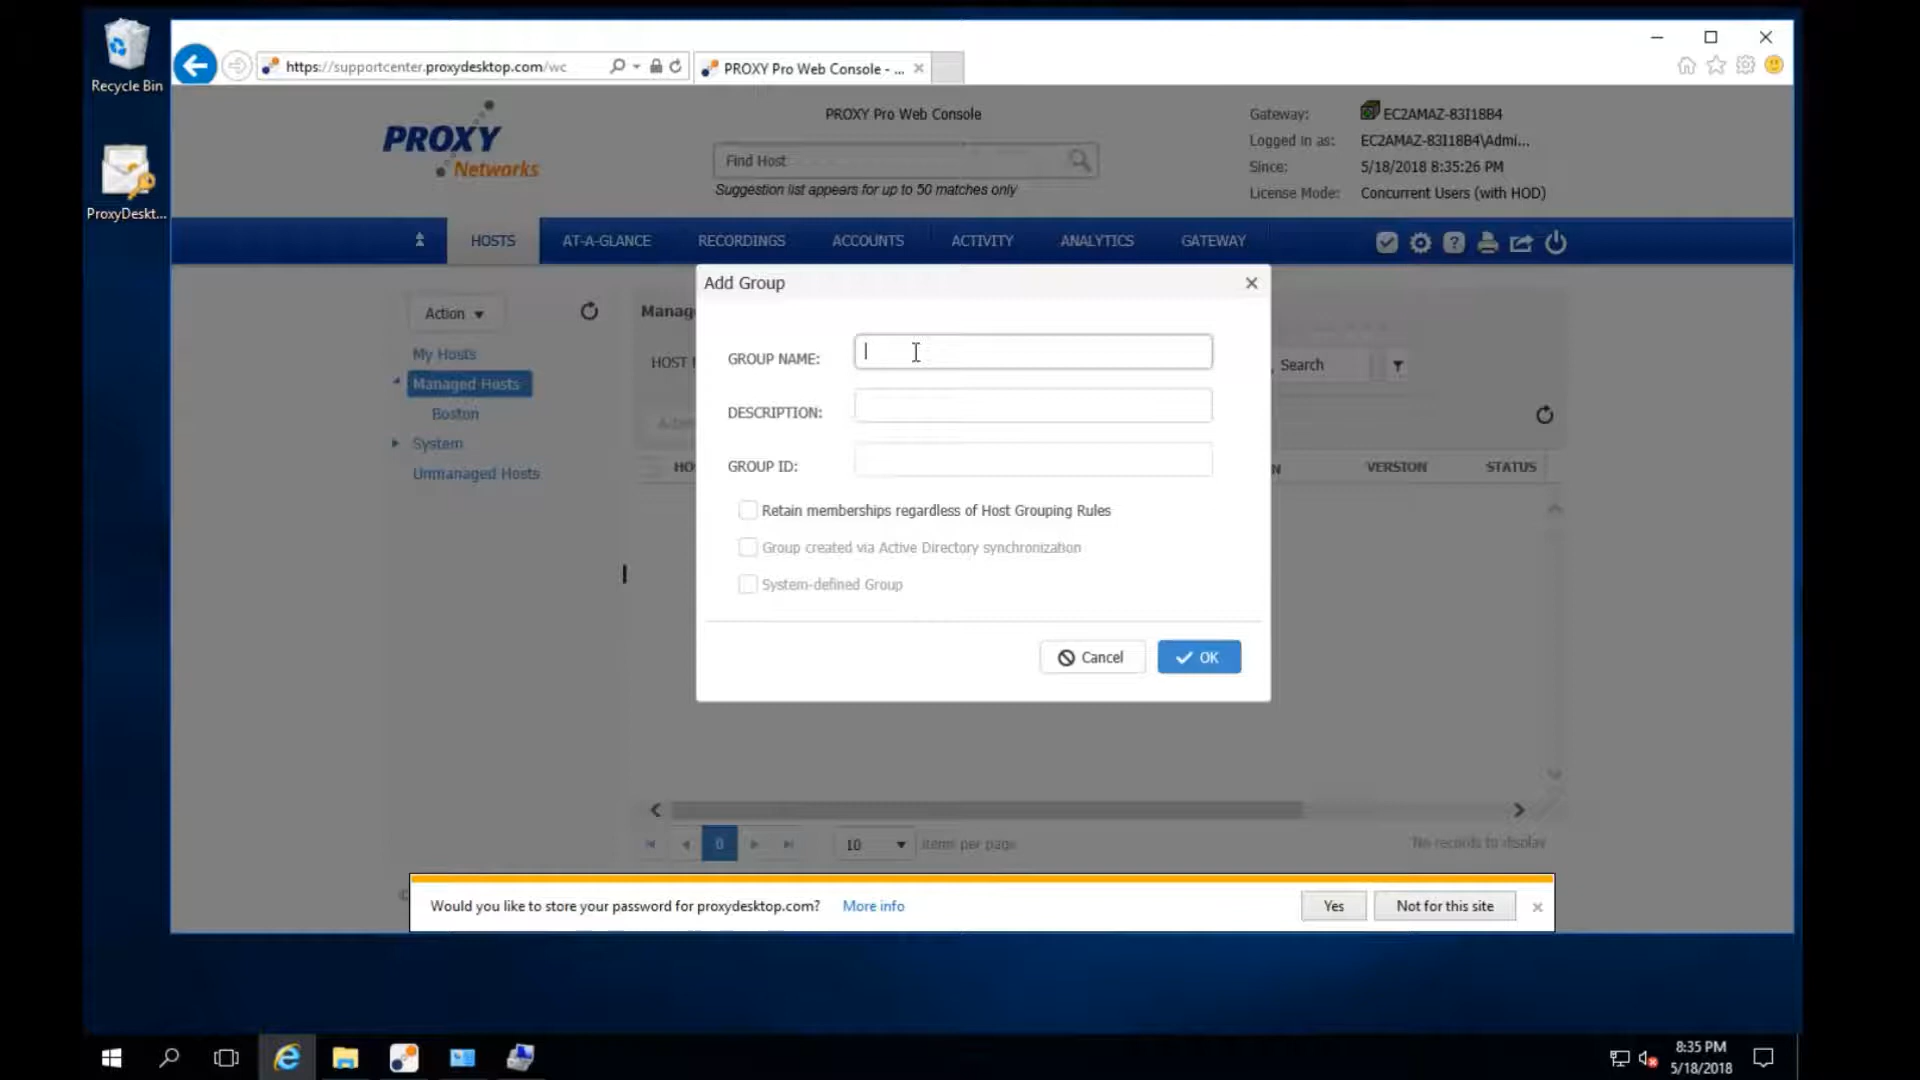 Recycle Bin
ProxyDeskt...
https://supportcenter.proxydesktop.com/wc
PROXY Pro Web Console - ...
PROXY
Networks
PROXY Pro Web Console
Find Host
Suggestion list appears for up to 50 matches only
Gateway: EC2AMAZ-83I18B4
Logged in as: EC2AMAZ-83I18B4\Admi...
Since: 5/18/2018 8:35:26 PM
License Mode: Concurrent Users (with HOD)
HOSTS AT-A-GLANCE RECORDINGS ACCOUNTS ACTIVITY ANALYTICS GATEWAY
Action
My Hosts
Managed Hosts
Boston
System
Unmanaged Hosts
Manag
HOST
Search
HO
VERSION STATUS
Add Group
GROUP NAME:
DESCRIPTION:
GROUP ID:
Retain memberships regardless of Host Grouping Rules
Group created via Active Directory synchronization
System-defined Group
Cancel OK
0 10 items per page No records to display
Would you like to store your password for proxydesktop.com? More info Yes Not for this site
8:35 PM
5/18/2018